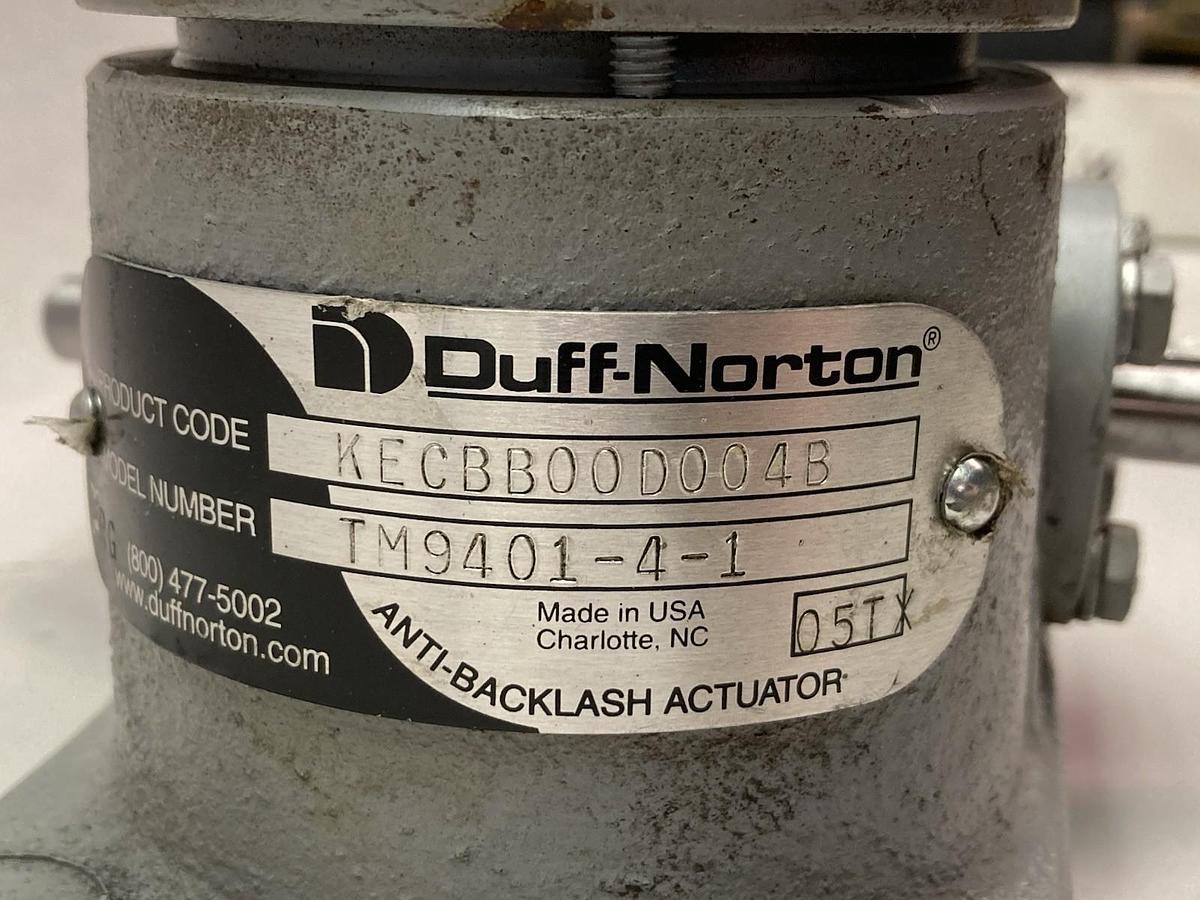 Duff-Norton®
PRODUCT CODE KECBB00D004B
MODEL NUMBER TM9401-4-1
(800) 477-5002
www.duffnorton.com
Made in USA
Charlotte, NC
05TX
ANTI-BACKLASH ACTUATOR